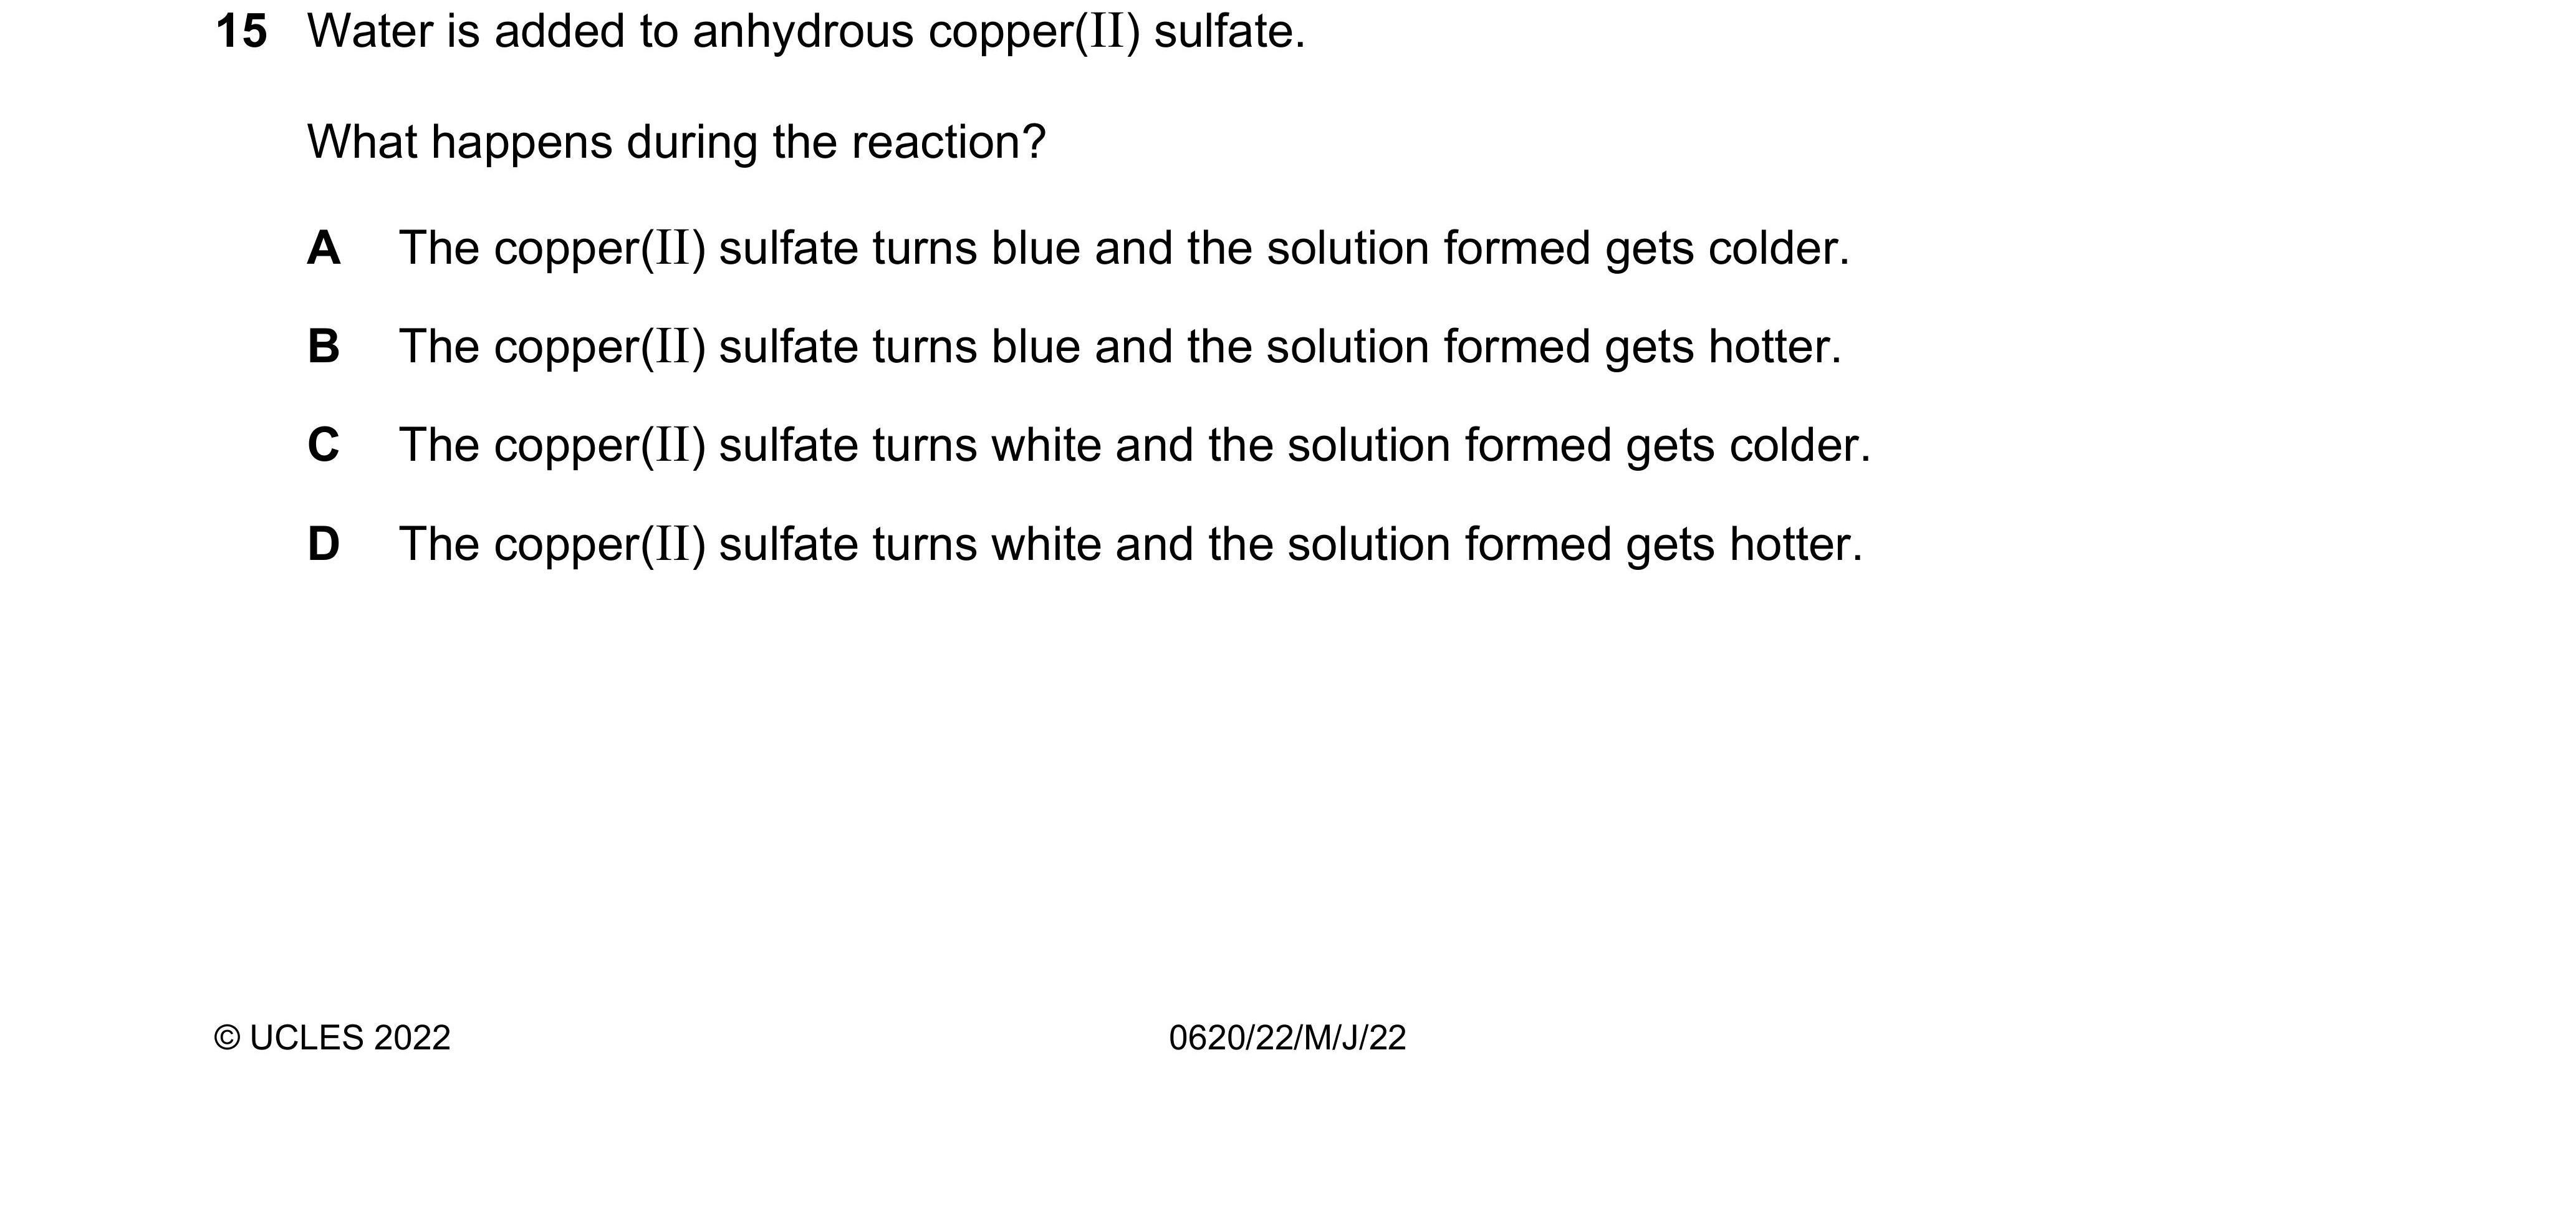 15 Water is added to anhydrous copper(II) sulfate.
What happens during the reaction?
A The copper(II) sulfate turns blue and the solution formed gets colder.
B The copper(II) sulfate turns blue and the solution formed gets hotter.
C The copper(II) sulfate turns white and the solution formed gets colder.
D The copper(II) sulfate turns white and the solution formed gets hotter.
© UCLES 2022 0620/22/M/J/22